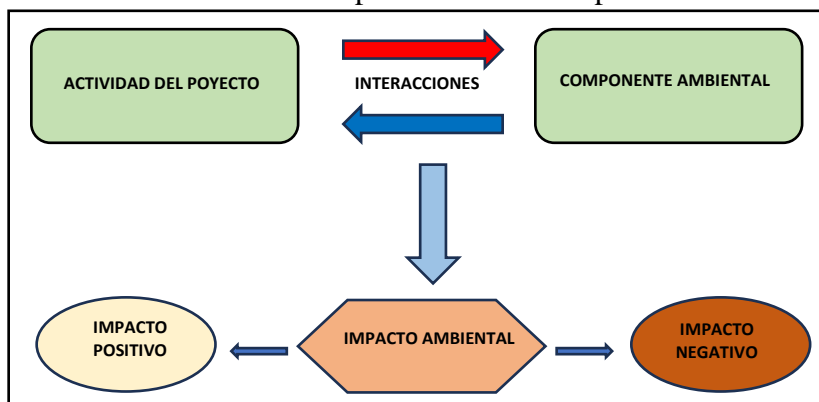 ACTIVIDAD DEL POYECTO
INTERACCIONES
COMPONENTE AMBIENTAL
IMPACTO
POSITIVO
IMPACTO AMBIENTAL
IMPACTO
NEGATIVO